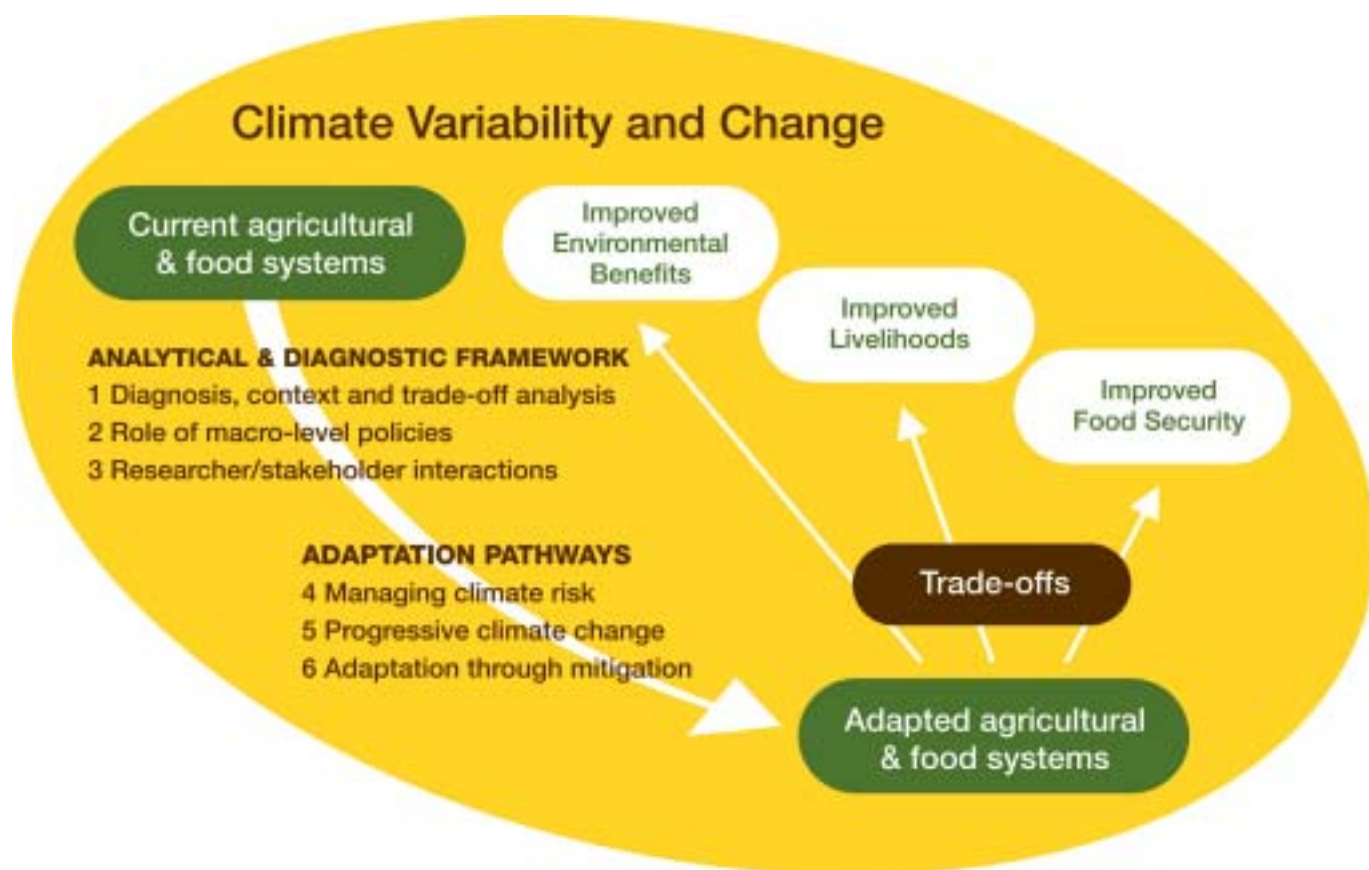 Climate Variability and Change
Current agricultural
& food systems
Improved
Environmental
Benefits
Improved
Livelihoods
Improved
Food Security
ANALYTICAL & DIAGNOSTIC FRAMEWORK
1 Diagnosis, context and trade-off analysis
2 Role of macro-level policies
3 Researcher/stakeholder interactions
ADAPTATION PATHWAYS
4 Managing climate risk
5 Progressive climate change
6 Adaptation through mitigation
Trade-offs
Adapted agricultural
& food systems